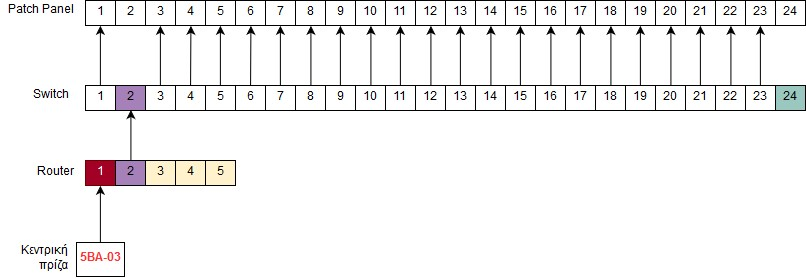 Patch Panel 1 2 3 4 5 6 7 8 9 10 11 12 13 14 15 16 17 18 19 20 21 22 23 24
Switch 1 2 3 4 5 6 7 8 9 10 11 12 13 14 15 16 17 18 19 20 21 22 23 24
Router 1 2 3 4 5
Κεντρική
πρίζα
5BA-03